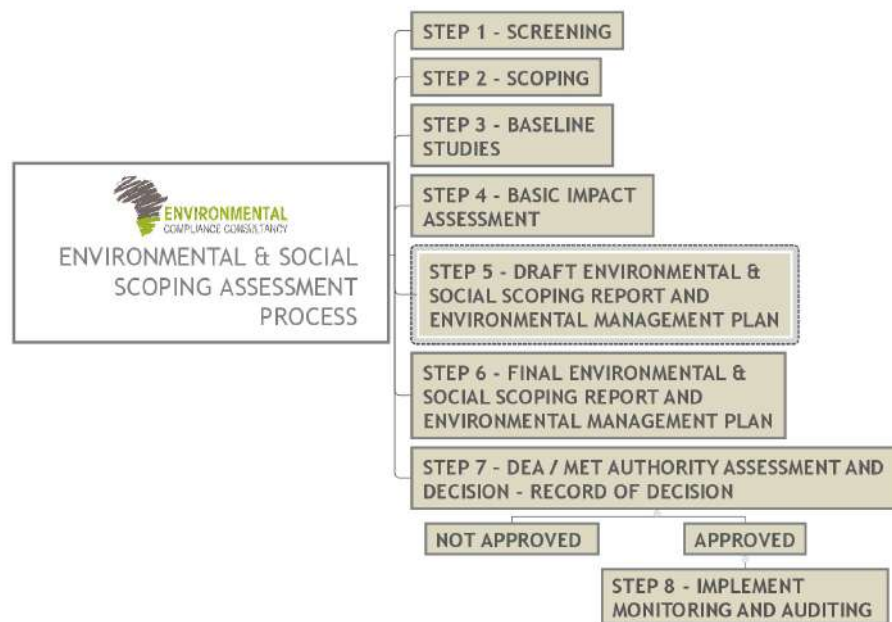 STEP 1 - SCREENING
STEP 2 - SCOPING
STEP 3 - BASELINE
STUDIES
STEP 4 - BASIC IMPACT
ASSESSMENT
ENVIRONMENTAL
COMPLIANCE CONSULTANCY
ENVIRONMENTAL & SOCIAL
SCOPING ASSESSMENT
PROCESS
STEP 5 - DRAFT ENVIRONMENTAL &
SOCIAL SCOPING REPORT AND
ENVIRONMENTAL MANAGEMENT PLAN
STEP 6 - FINAL ENVIRONMENTAL &
SOCIAL SCOPING REPORT AND
ENVIRONMENTAL MANAGEMENT PLAN
STEP 7 - DEA / MET AUTHORITY ASSESSMENT AND
DECISION - RECORD OF DECISION
NOT APPROVED
APPROVED
STEP 8 - IMPLEMENT
MONITORING AND AUDITING